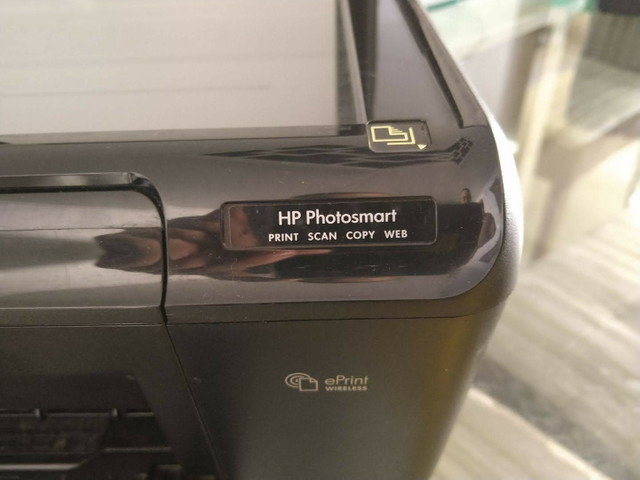 HP Photosmart
PRINT SCAN COPY WEB
ePrint
WIRELESS